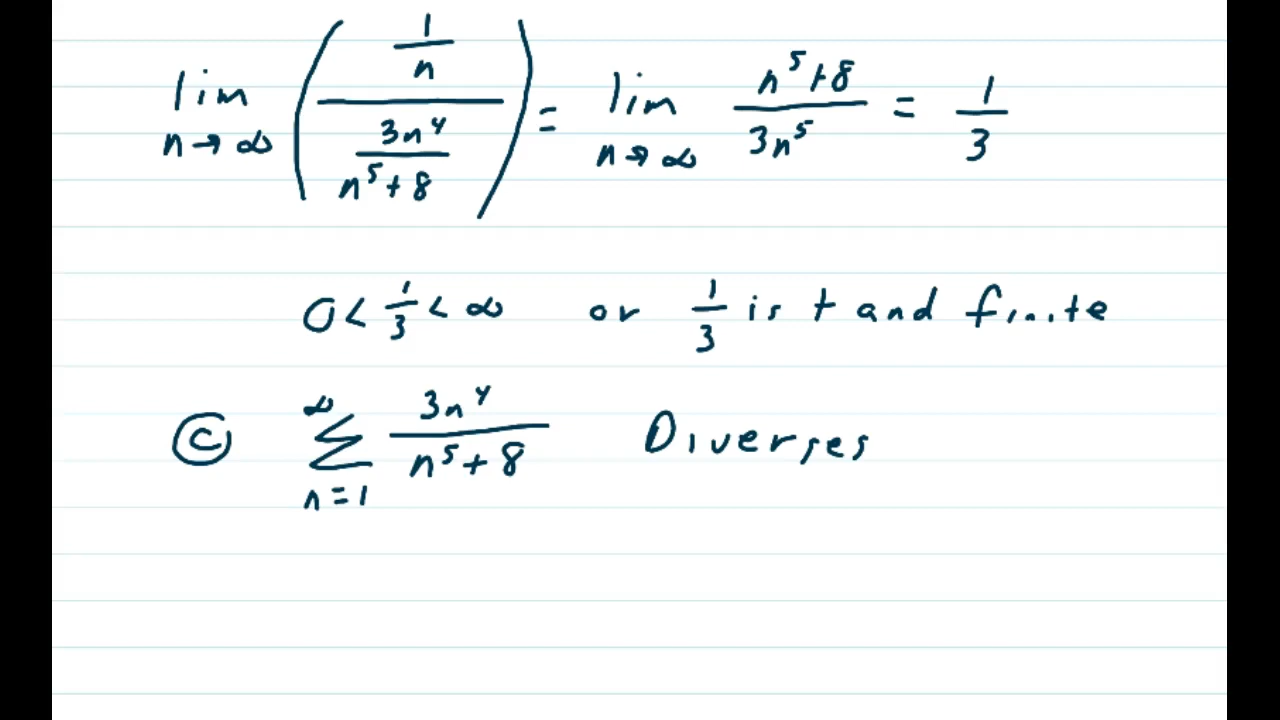 lim n→∞ ( (1/n) / (3n⁴/(n⁵+8)) ) = lim n→∞ (n⁵+8)/(3n⁵) = 1/3
0 < 1/3 < ∞ or 1/3 is + and finite
Ⓒ ∞ Σ n=1 3n⁴/(n⁵+8) Diverges